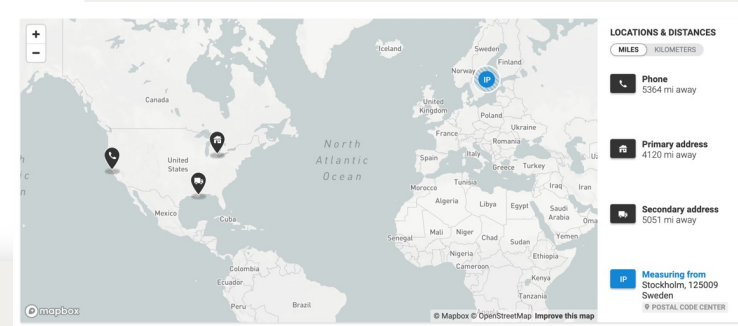 LOCATIONS & DISTANCES
MILES KILOMETERS
Phone
5364 mi away
Primary address
4120 mi away
Secondary address
5051 mi away
IP
Measuring from
Stockholm, 125009
Sweden
POSTAL CODE CENTER
+
−
Iceland
Sweden
Finland
Norway
IP
Canada
United
Kingdom
Poland
Ukraine
France
Romania
North
Atlantic
Ocean
United
States
Spain
Italy
Greece
Turkey
Tunisia
Morocco
Iraq
Iran
Algeria
Libya
Egypt
Saudi
Arabia
Mexico
Cuba
Senegal
Mali
Niger
Chad
Sudan
Yemen
Nigeria
Ethiopia
Cameroon
Colombia
Ecuador
Kenya
Peru
Brazil
Tanzania
mapbox
© Mapbox © OpenStreetMap Improve this map